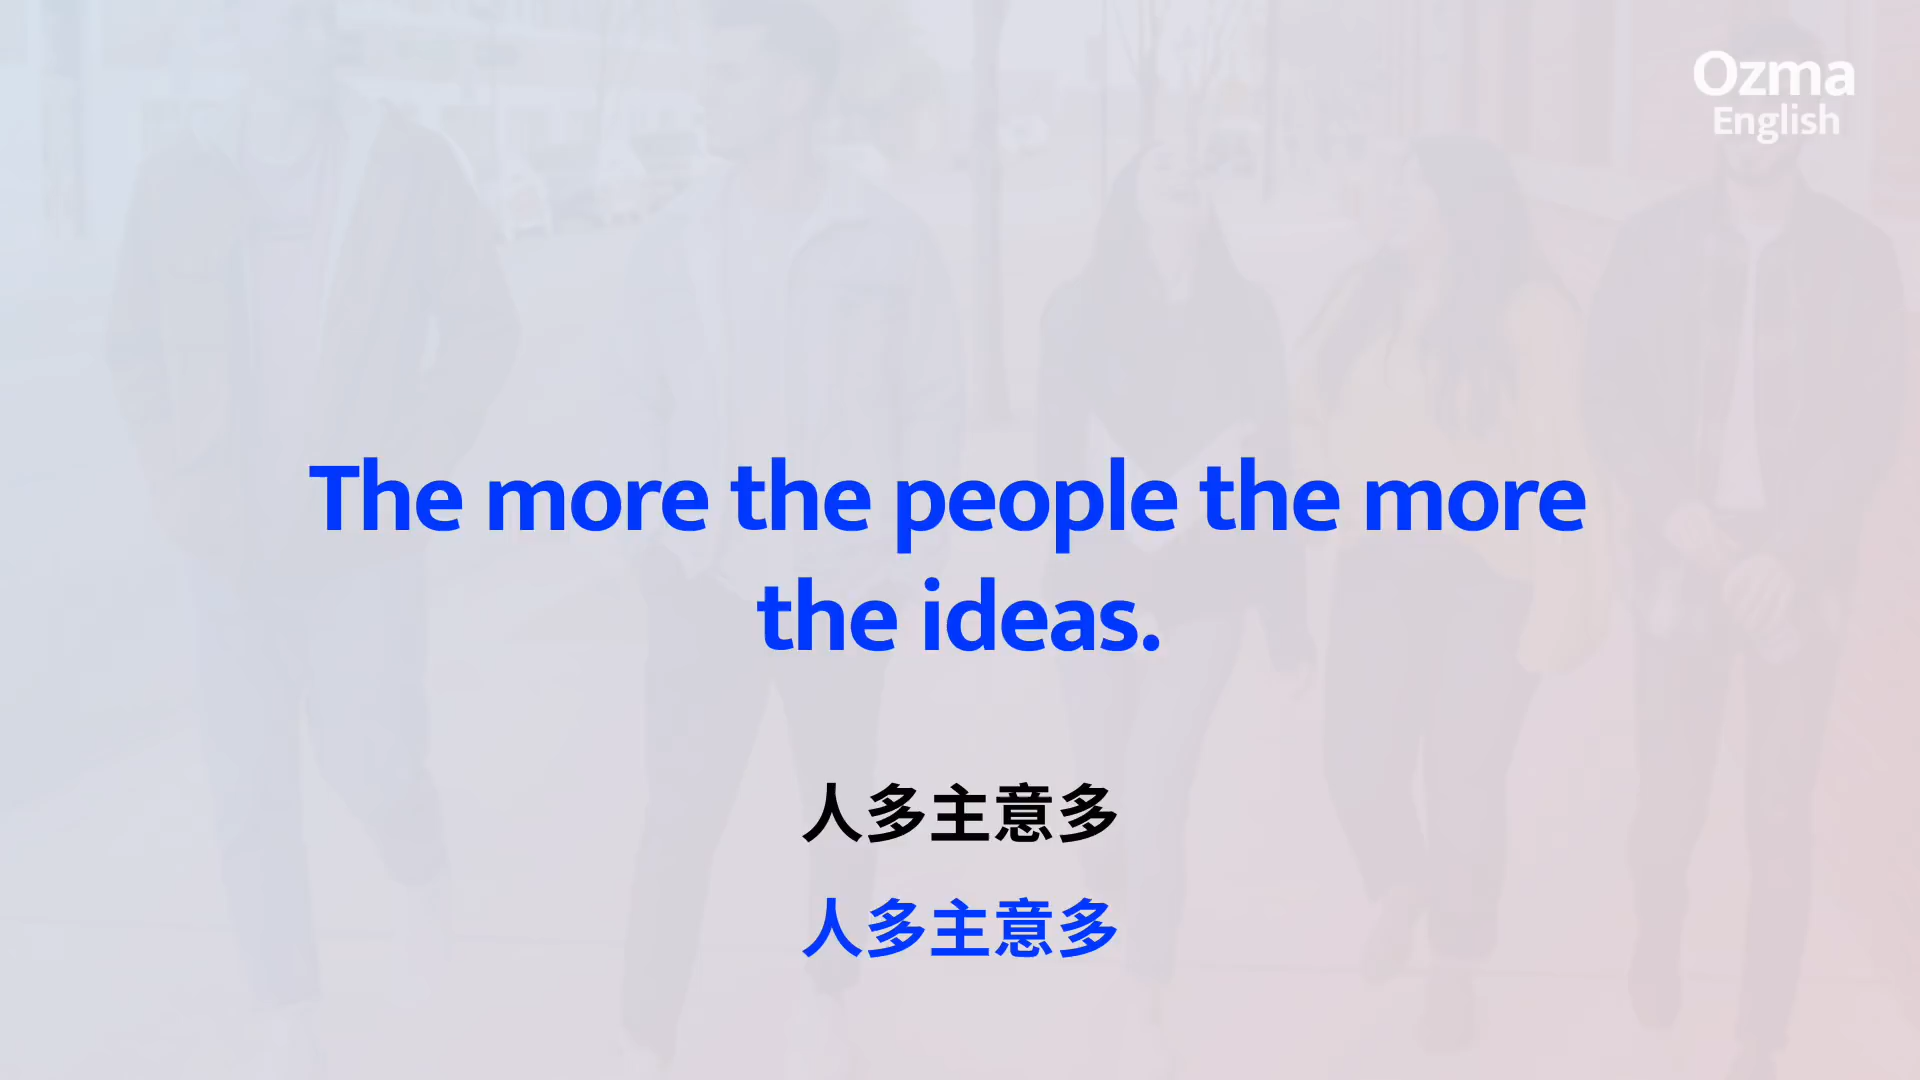 Ozma
English
The more the people the more
the ideas.
人多主意多
人多主意多